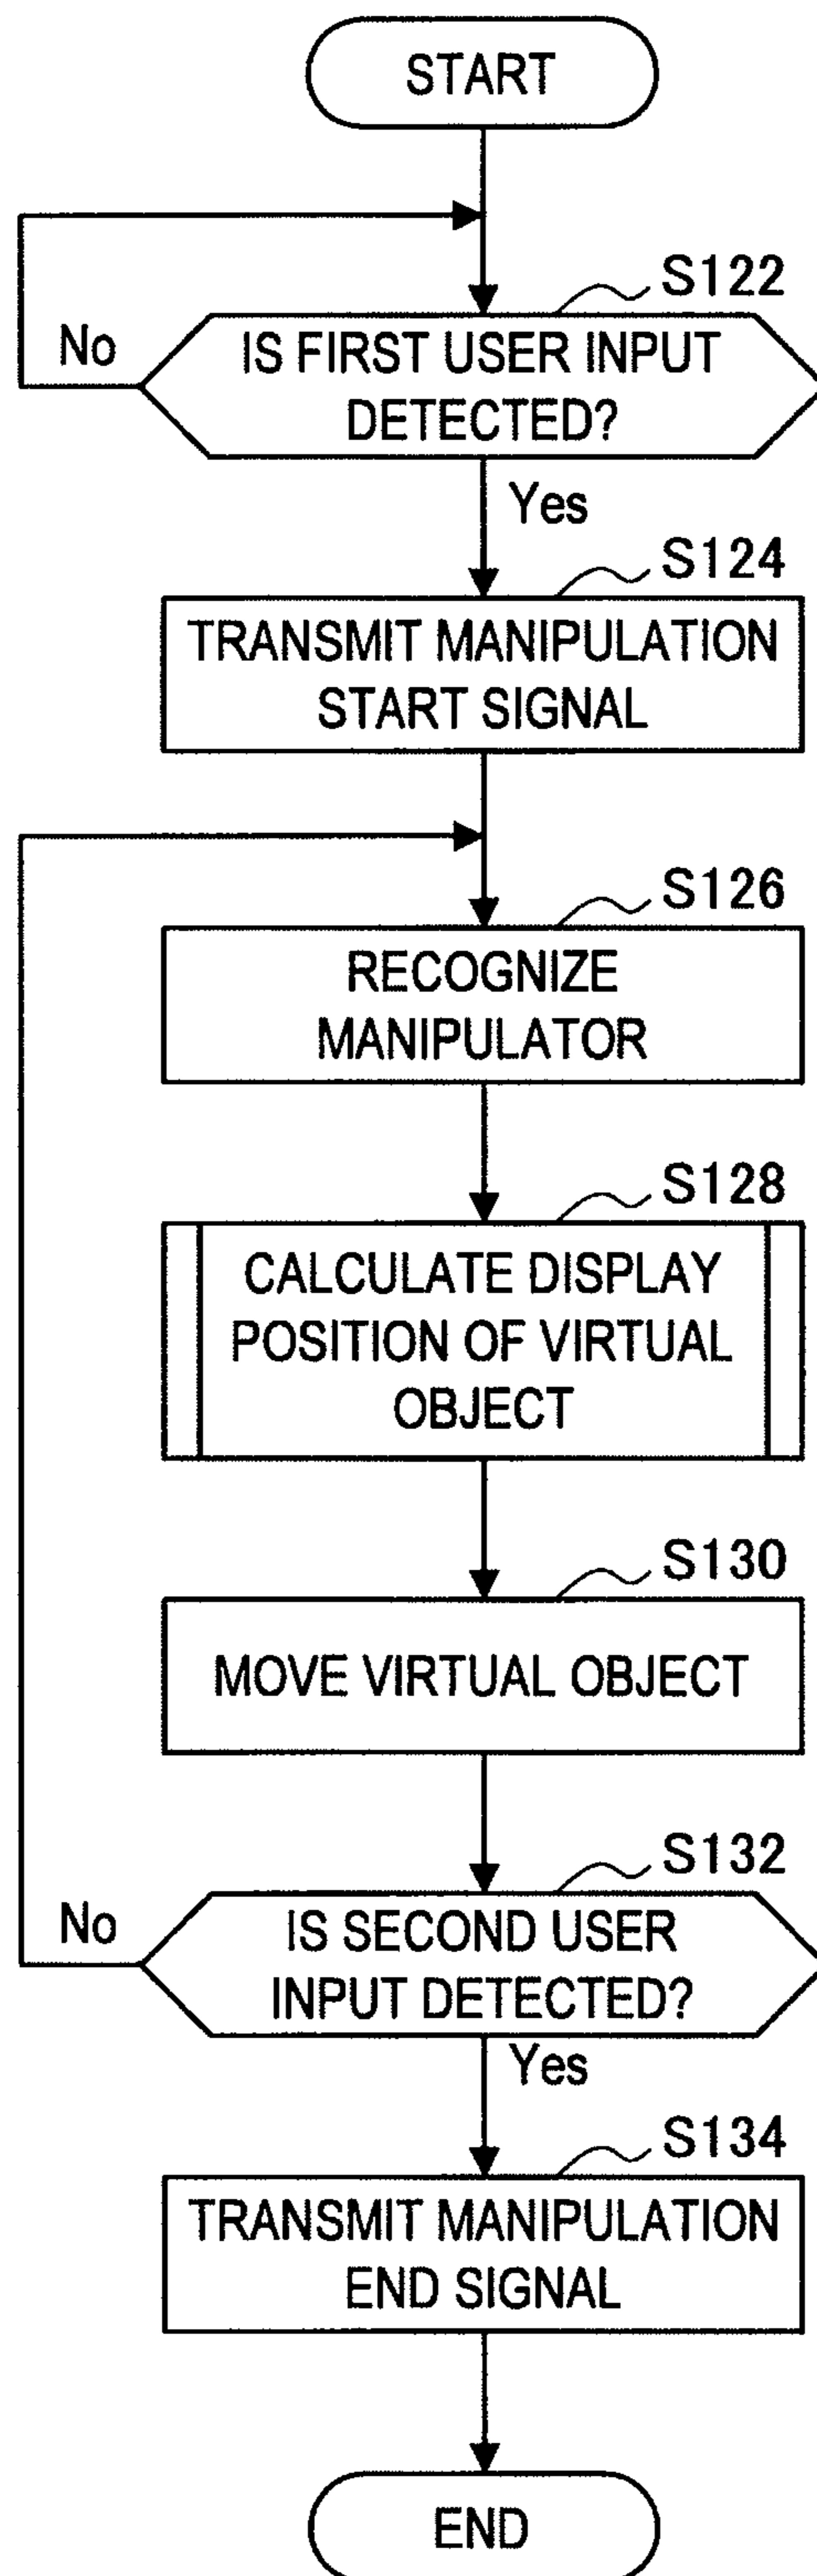 START
S122
No
IS FIRST USER INPUT
DETECTED?
Yes
S124
TRANSMIT MANIPULATION
START SIGNAL
S126
RECOGNIZE
MANIPULATOR
S128
CALCULATE DISPLAY
POSITION OF VIRTUAL
OBJECT
S130
MOVE VIRTUAL OBJECT
S132
No
IS SECOND USER
INPUT DETECTED?
Yes
S134
TRANSMIT MANIPULATION
END SIGNAL
END